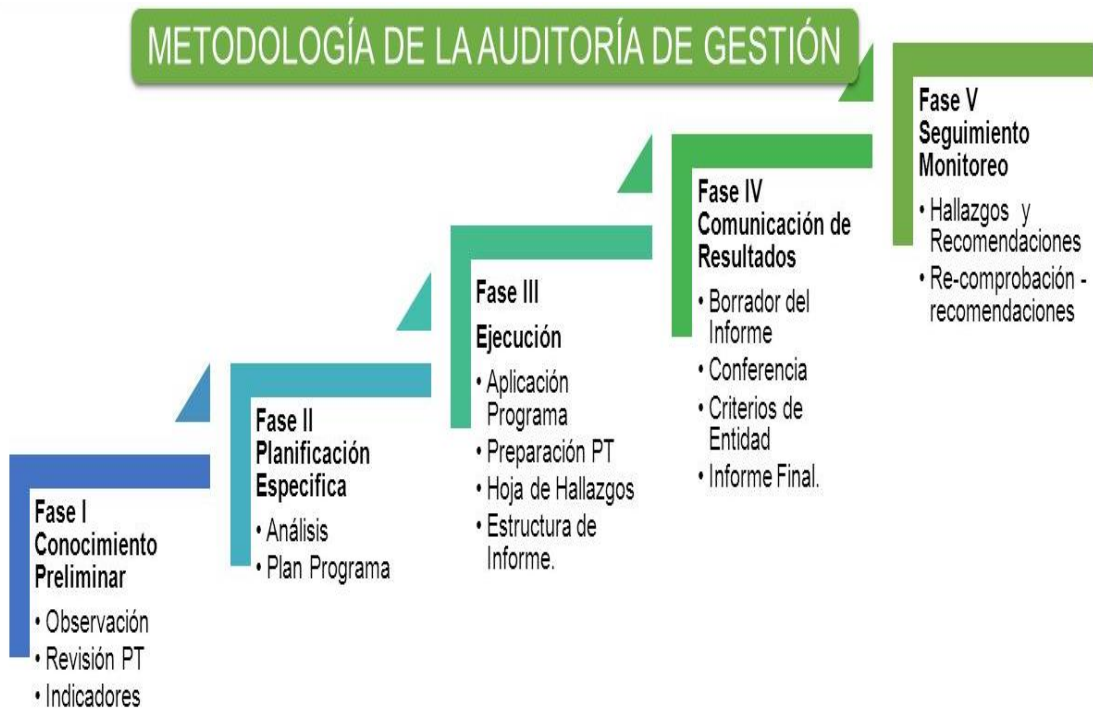 METODOLOGÍA DE LA AUDITORÍA DE GESTIÓN
Fase I
Conocimiento
Preliminar
• Observación
• Revisión PT
• Indicadores
Fase II
Planificación
Especifica
• Análisis
• Plan Programa
Fase III
Ejecución
• Aplicación
Programa
• Preparación PT
• Hoja de Hallazgos
• Estructura de
Informe.
Fase IV
Comunicación de
Resultados
• Borrador del
Informe
• Conferencia
• Criterios de
Entidad
• Informe Final.
Fase V
Seguimiento
Monitoreo
• Hallazgos y
Recomendaciones
• Re-comprobación -
recomendaciones